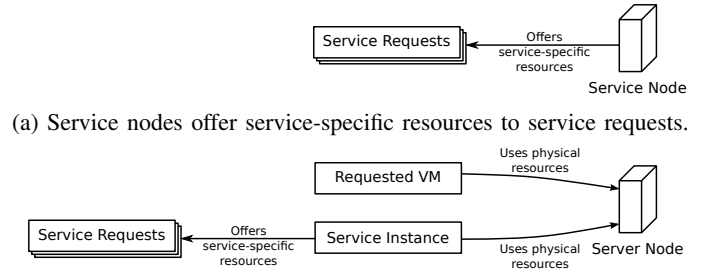 Service Requests
Offers
service-specific
resources
Service Node
(a) Service nodes offer service-specific resources to service requests.
Requested VM
Uses physical
resources
Service Requests
Offers
service-specific
resources
Service Instance
Uses physical
resources
Server Node